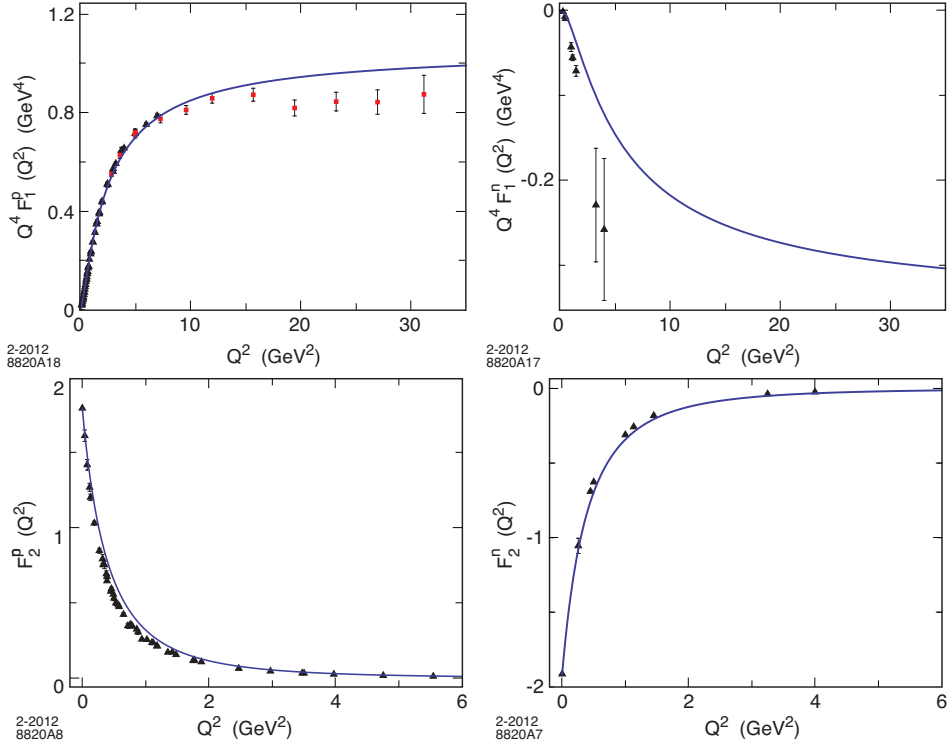 1.2
0.8
0.4
0
Q⁴ F₁ᵖ (Q²) (GeV⁴)
0 10 20 30
Q² (GeV²)
2-2012
8820A18
0
-0.2
Q⁴ F₁ⁿ (Q²) (GeV⁴)
0 10 20 30
Q² (GeV²)
2-2012
8820A17
2
1
0
F₂ᵖ (Q²)
0 2 4 6
Q² (GeV²)
2-2012
8820A8
0
-1
-2
F₂ⁿ (Q²)
0 2 4 6
Q² (GeV²)
2-2012
8820A7